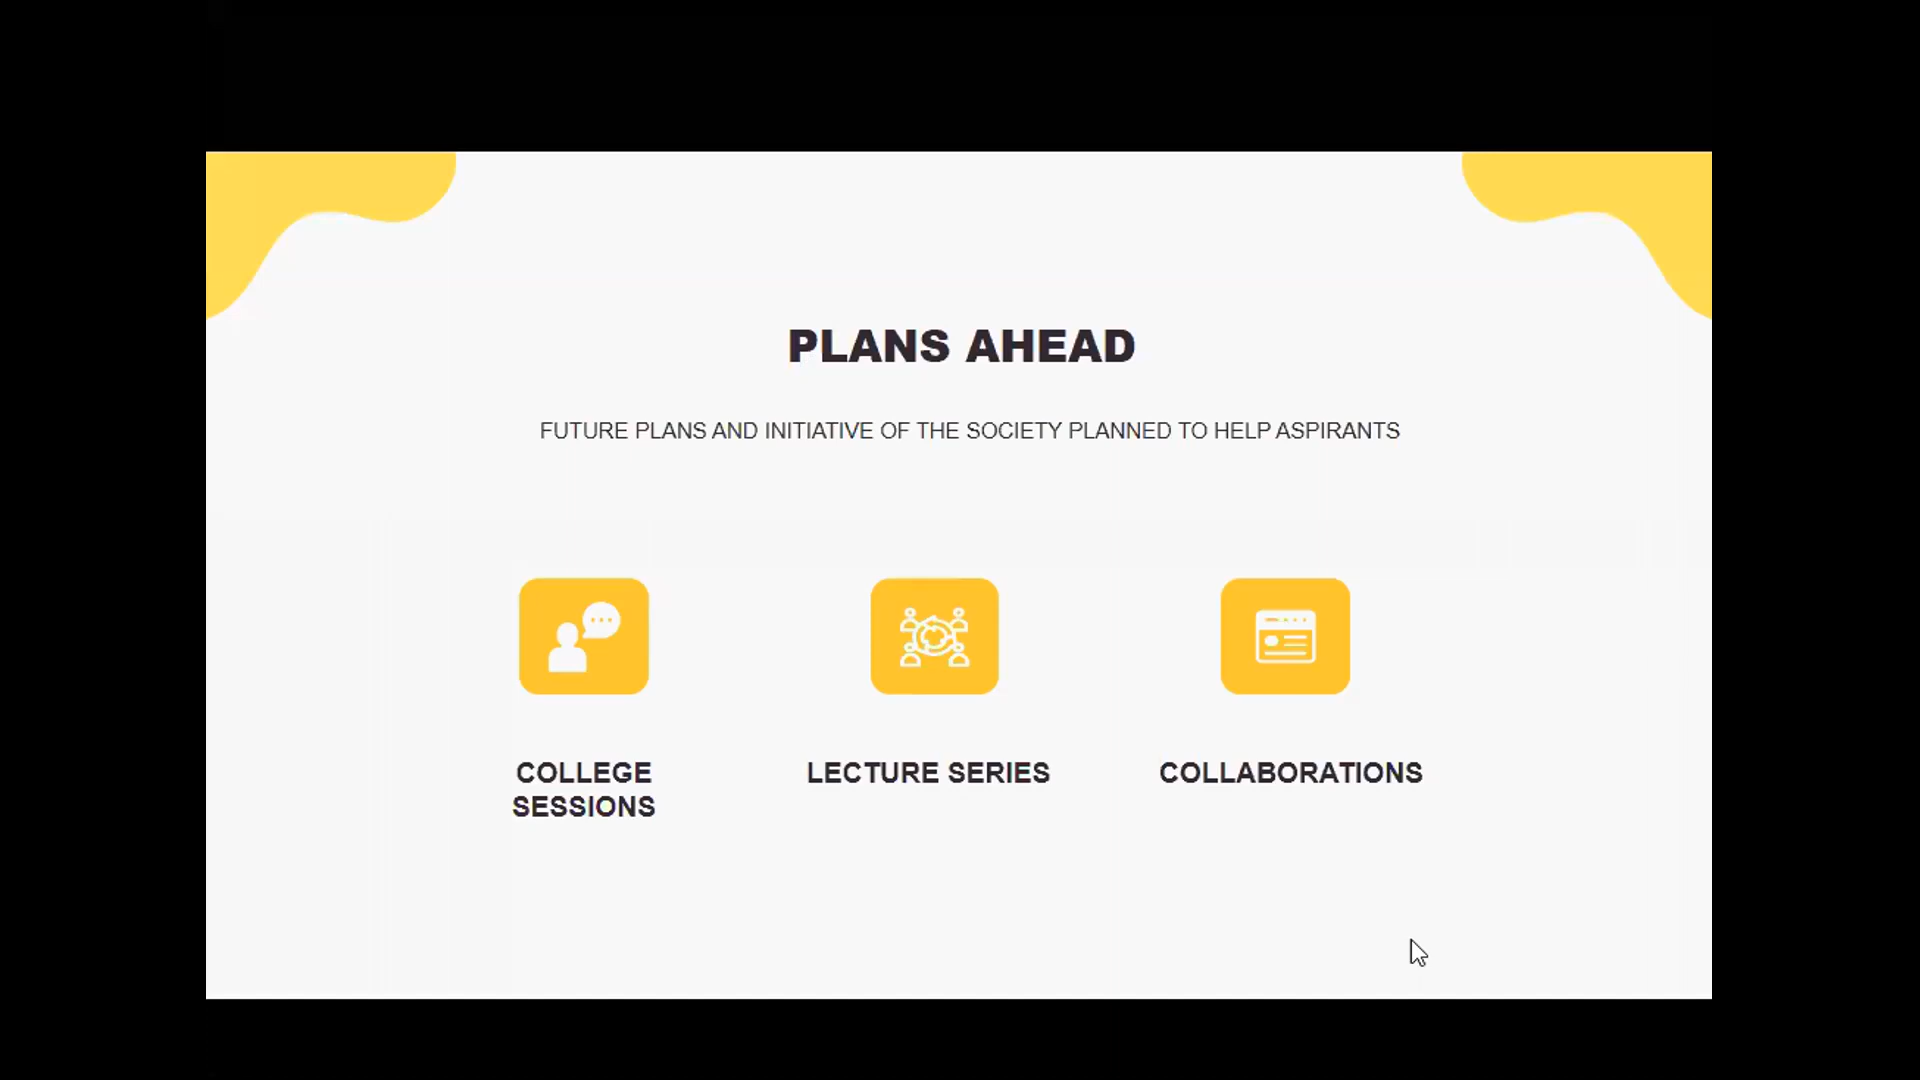 PLANS AHEAD
FUTURE PLANS AND INITIATIVE OF THE SOCIETY PLANNED TO HELP ASPIRANTS
COLLEGE
SESSIONS
LECTURE SERIES
COLLABORATIONS